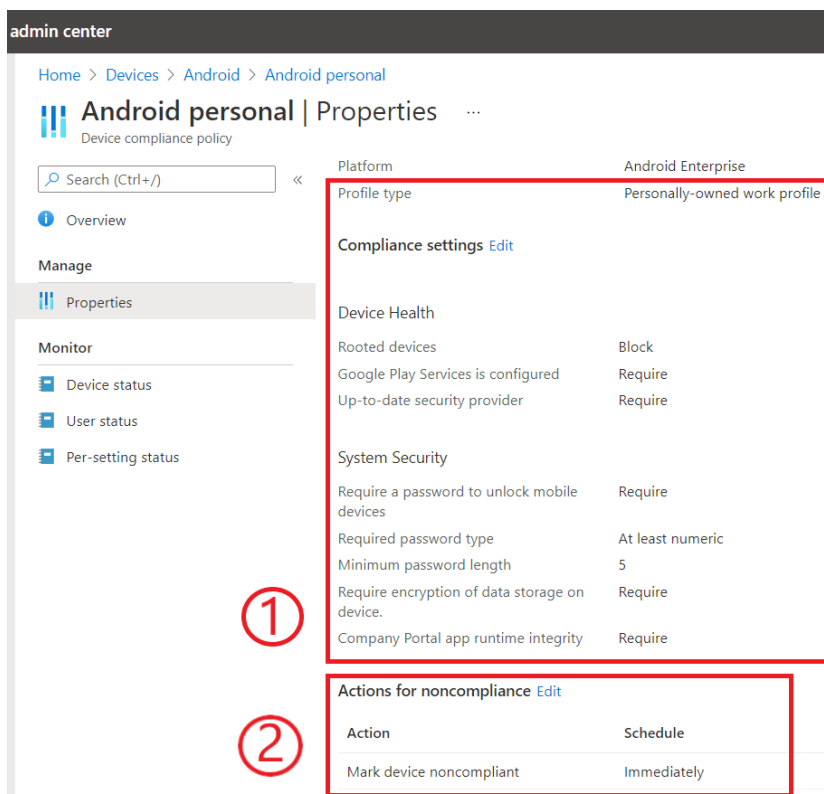 admin center
Home > Devices > Android > Android personal
Android personal | Properties ...
Device compliance policy
Search (Ctrl+/)
«
Overview
Manage
Properties
Monitor
Device status
User status
Per-setting status
Platform Android Enterprise
Profile type Personally-owned work profile
Compliance settings Edit
Device Health
Rooted devices Block
Google Play Services is configured Require
Up-to-date security provider Require
System Security
Require a password to unlock mobile Require
devices
Required password type At least numeric
Minimum password length 5
Require encryption of data storage on Require
device.
Company Portal app runtime integrity Require
1
Actions for noncompliance Edit
2
Action Schedule
Mark device noncompliant Immediately